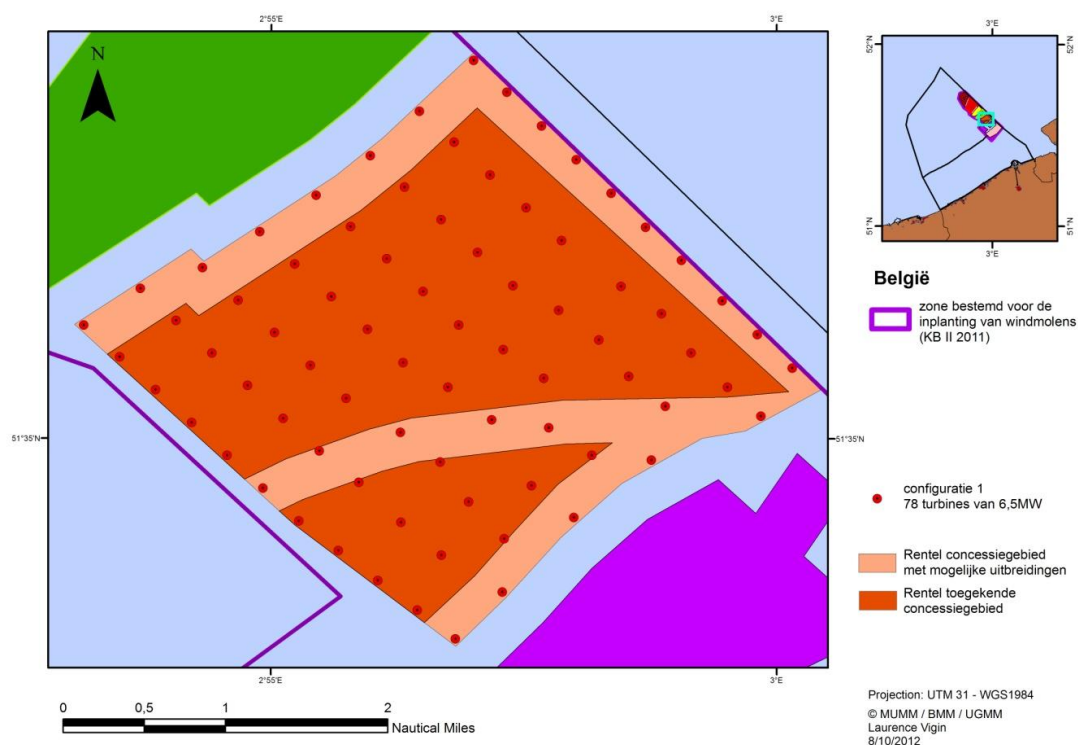 2°55'E
3°E
N
3°E
52°N
52°N
51°N
51°N
3°E
België
zone bestemd voor de
inplanting van windmolens
(KB II 2011)
51°35'N
51°35'N
configuratie 1
78 turbines van 6,5MW
Rentel concessiegebied
met mogelijke uitbreidingen
Rentel toegekende
concessiegebied
2°55'E
3°E
0 0,5 1 2
Nautical Miles
Projection: UTM 31 - WGS1984
© MUMM / BMM / UGMM
Laurence Vigin
8/10/2012